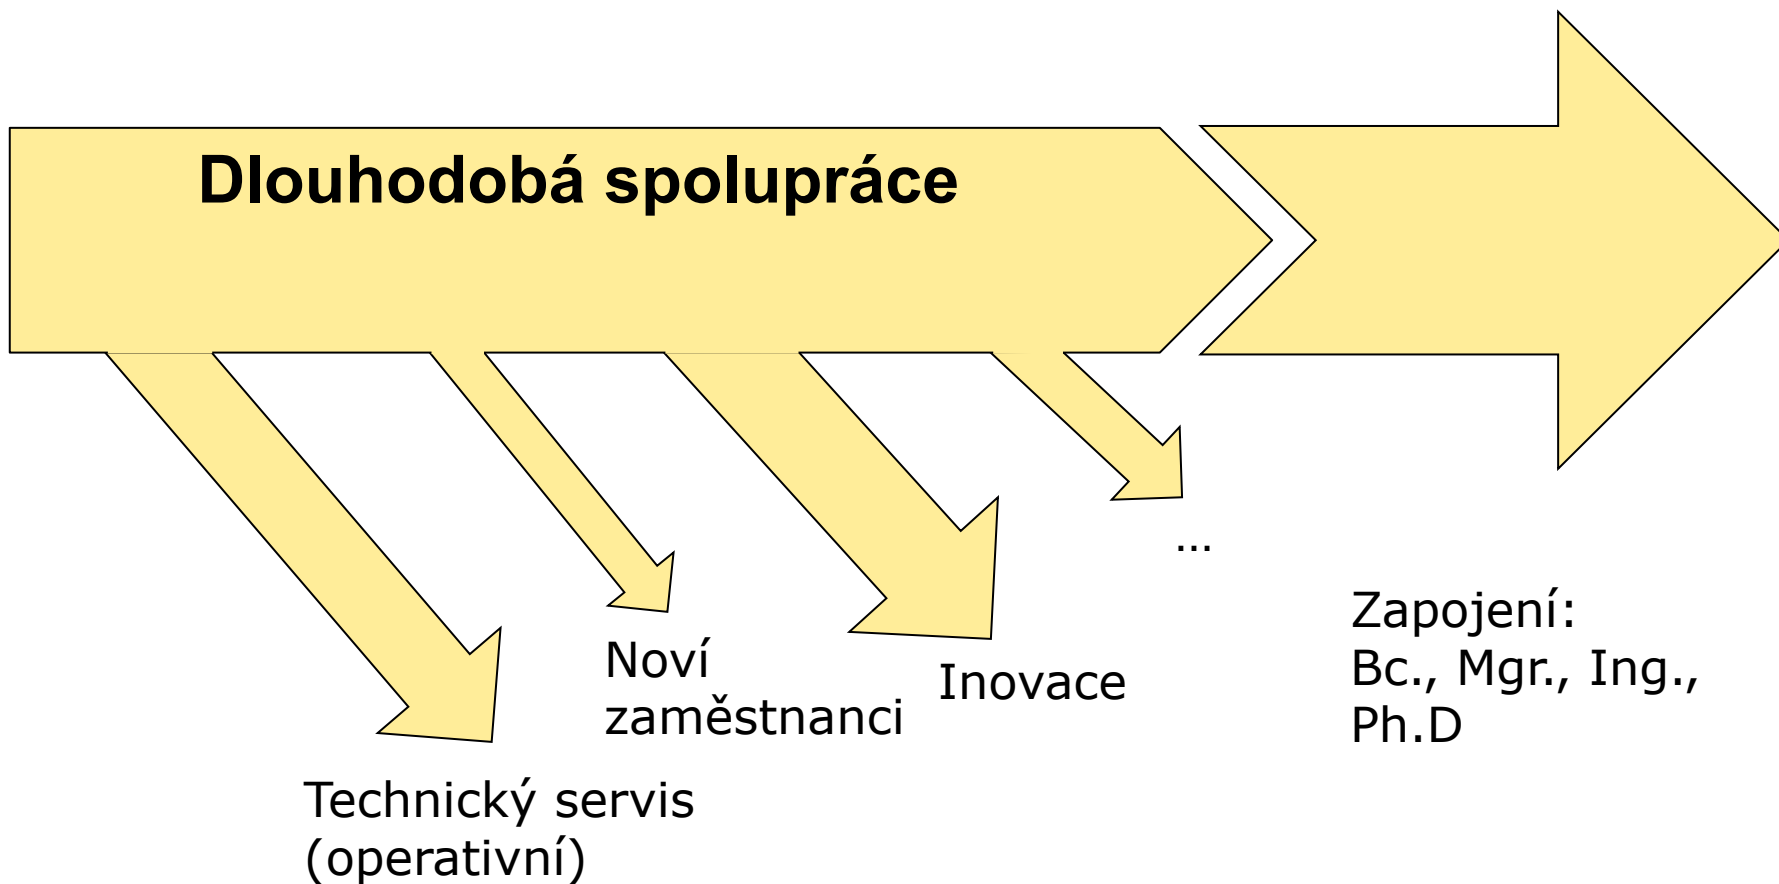 Dlouhodobá spolupráce
...
Noví
zaměstnanci
Inovace
Zapojení:
Bc., Mgr., Ing.,
Ph.D
Technický servis
(operativní)